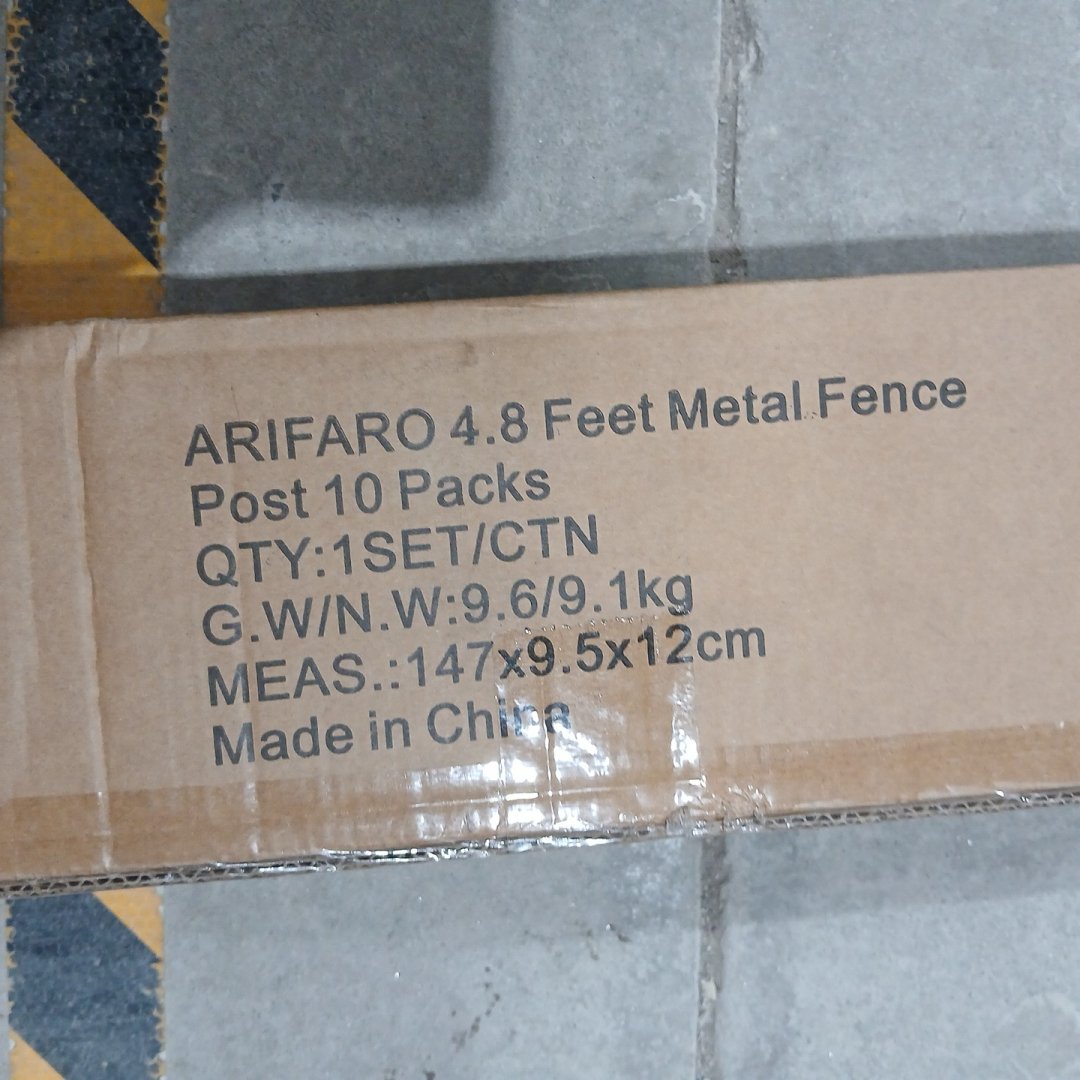 ARIFARO 4.8 Feet Metal Fence
Post 10 Packs
QTY:1SET/CTN
G.W/N.W:9.6/9.1kg
MEAS.:147x9.5x12cm
Made in China